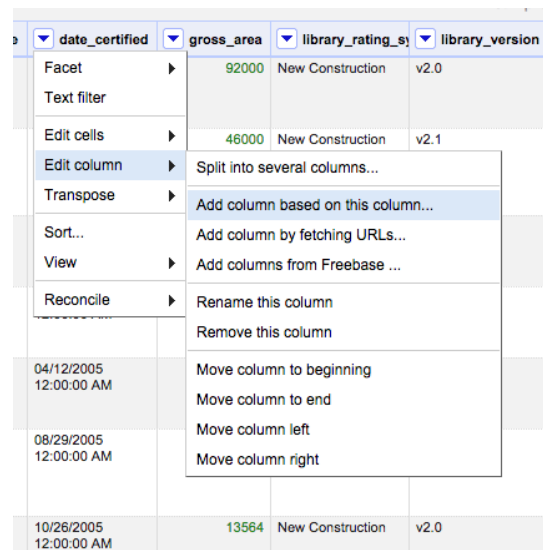 e date_certified gross_area library_rating_sy library_version
Facet 92000 New Construction v2.0
Text filter
Edit cells 46000 New Construction v2.1
Edit column Split into several columns...
Transpose Add column based on this column...
Sort... Add column by fetching URLs...
View Add columns from Freebase ...
Reconcile Rename this column
Remove this column
04/12/2005 Move column to beginning
12:00:00 AM
Move column to end
08/29/2005 Move column left
12:00:00 AM Move column right
10/26/2005 13564 New Construction v2.0
12:00:00 AM